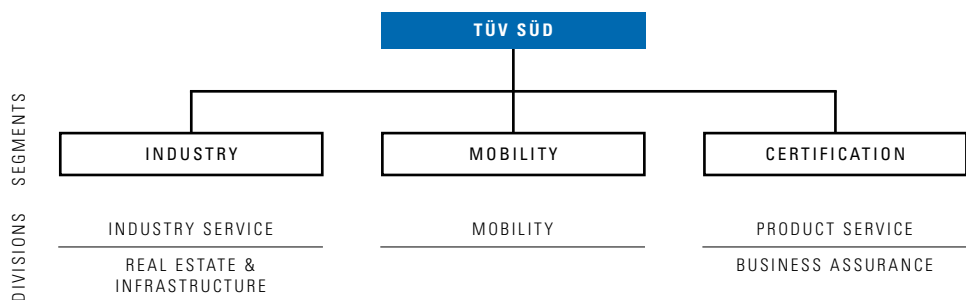 TÜV SÜD
SEGMENTS
INDUSTRY
MOBILITY
CERTIFICATION
DIVISIONS
INDUSTRY SERVICE
MOBILITY
PRODUCT SERVICE
REAL ESTATE &
INFRASTRUCTURE
BUSINESS ASSURANCE